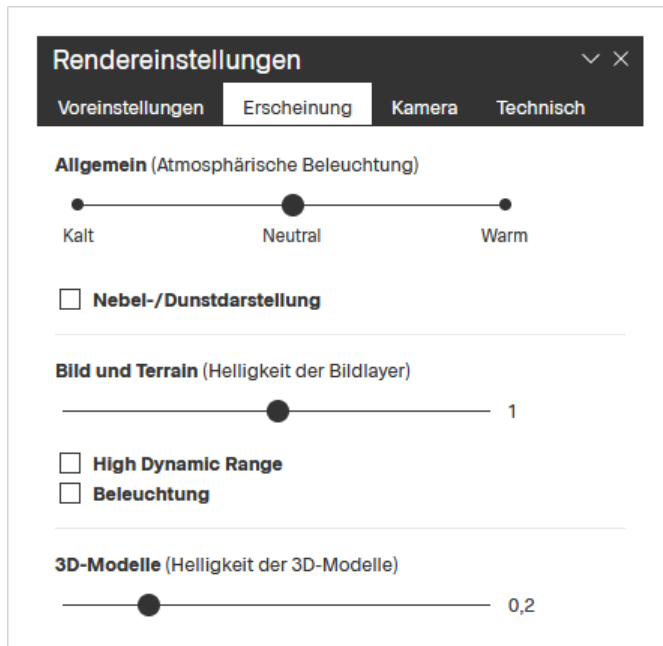 Rendereinstellungen
Voreinstellungen Erscheinung Kamera Technisch
Allgemein (Atmosphärische Beleuchtung)
Kalt Neutral Warm
Nebel-/Dunstdarstellung
Bild und Terrain (Helligkeit der Bildlayer)
1
High Dynamic Range
Beleuchtung
3D-Modelle (Helligkeit der 3D-Modelle)
0,2